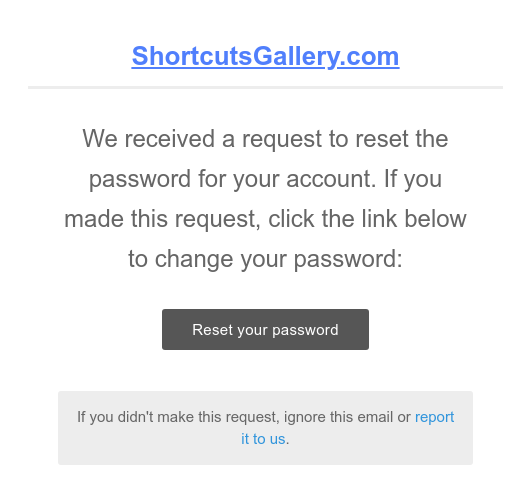 ShortcutsGallery.com
We received a request to reset the
password for your account. If you
made this request, click the link below
to change your password:
Reset your password
If you didn't make this request, ignore this email or report
it to us.